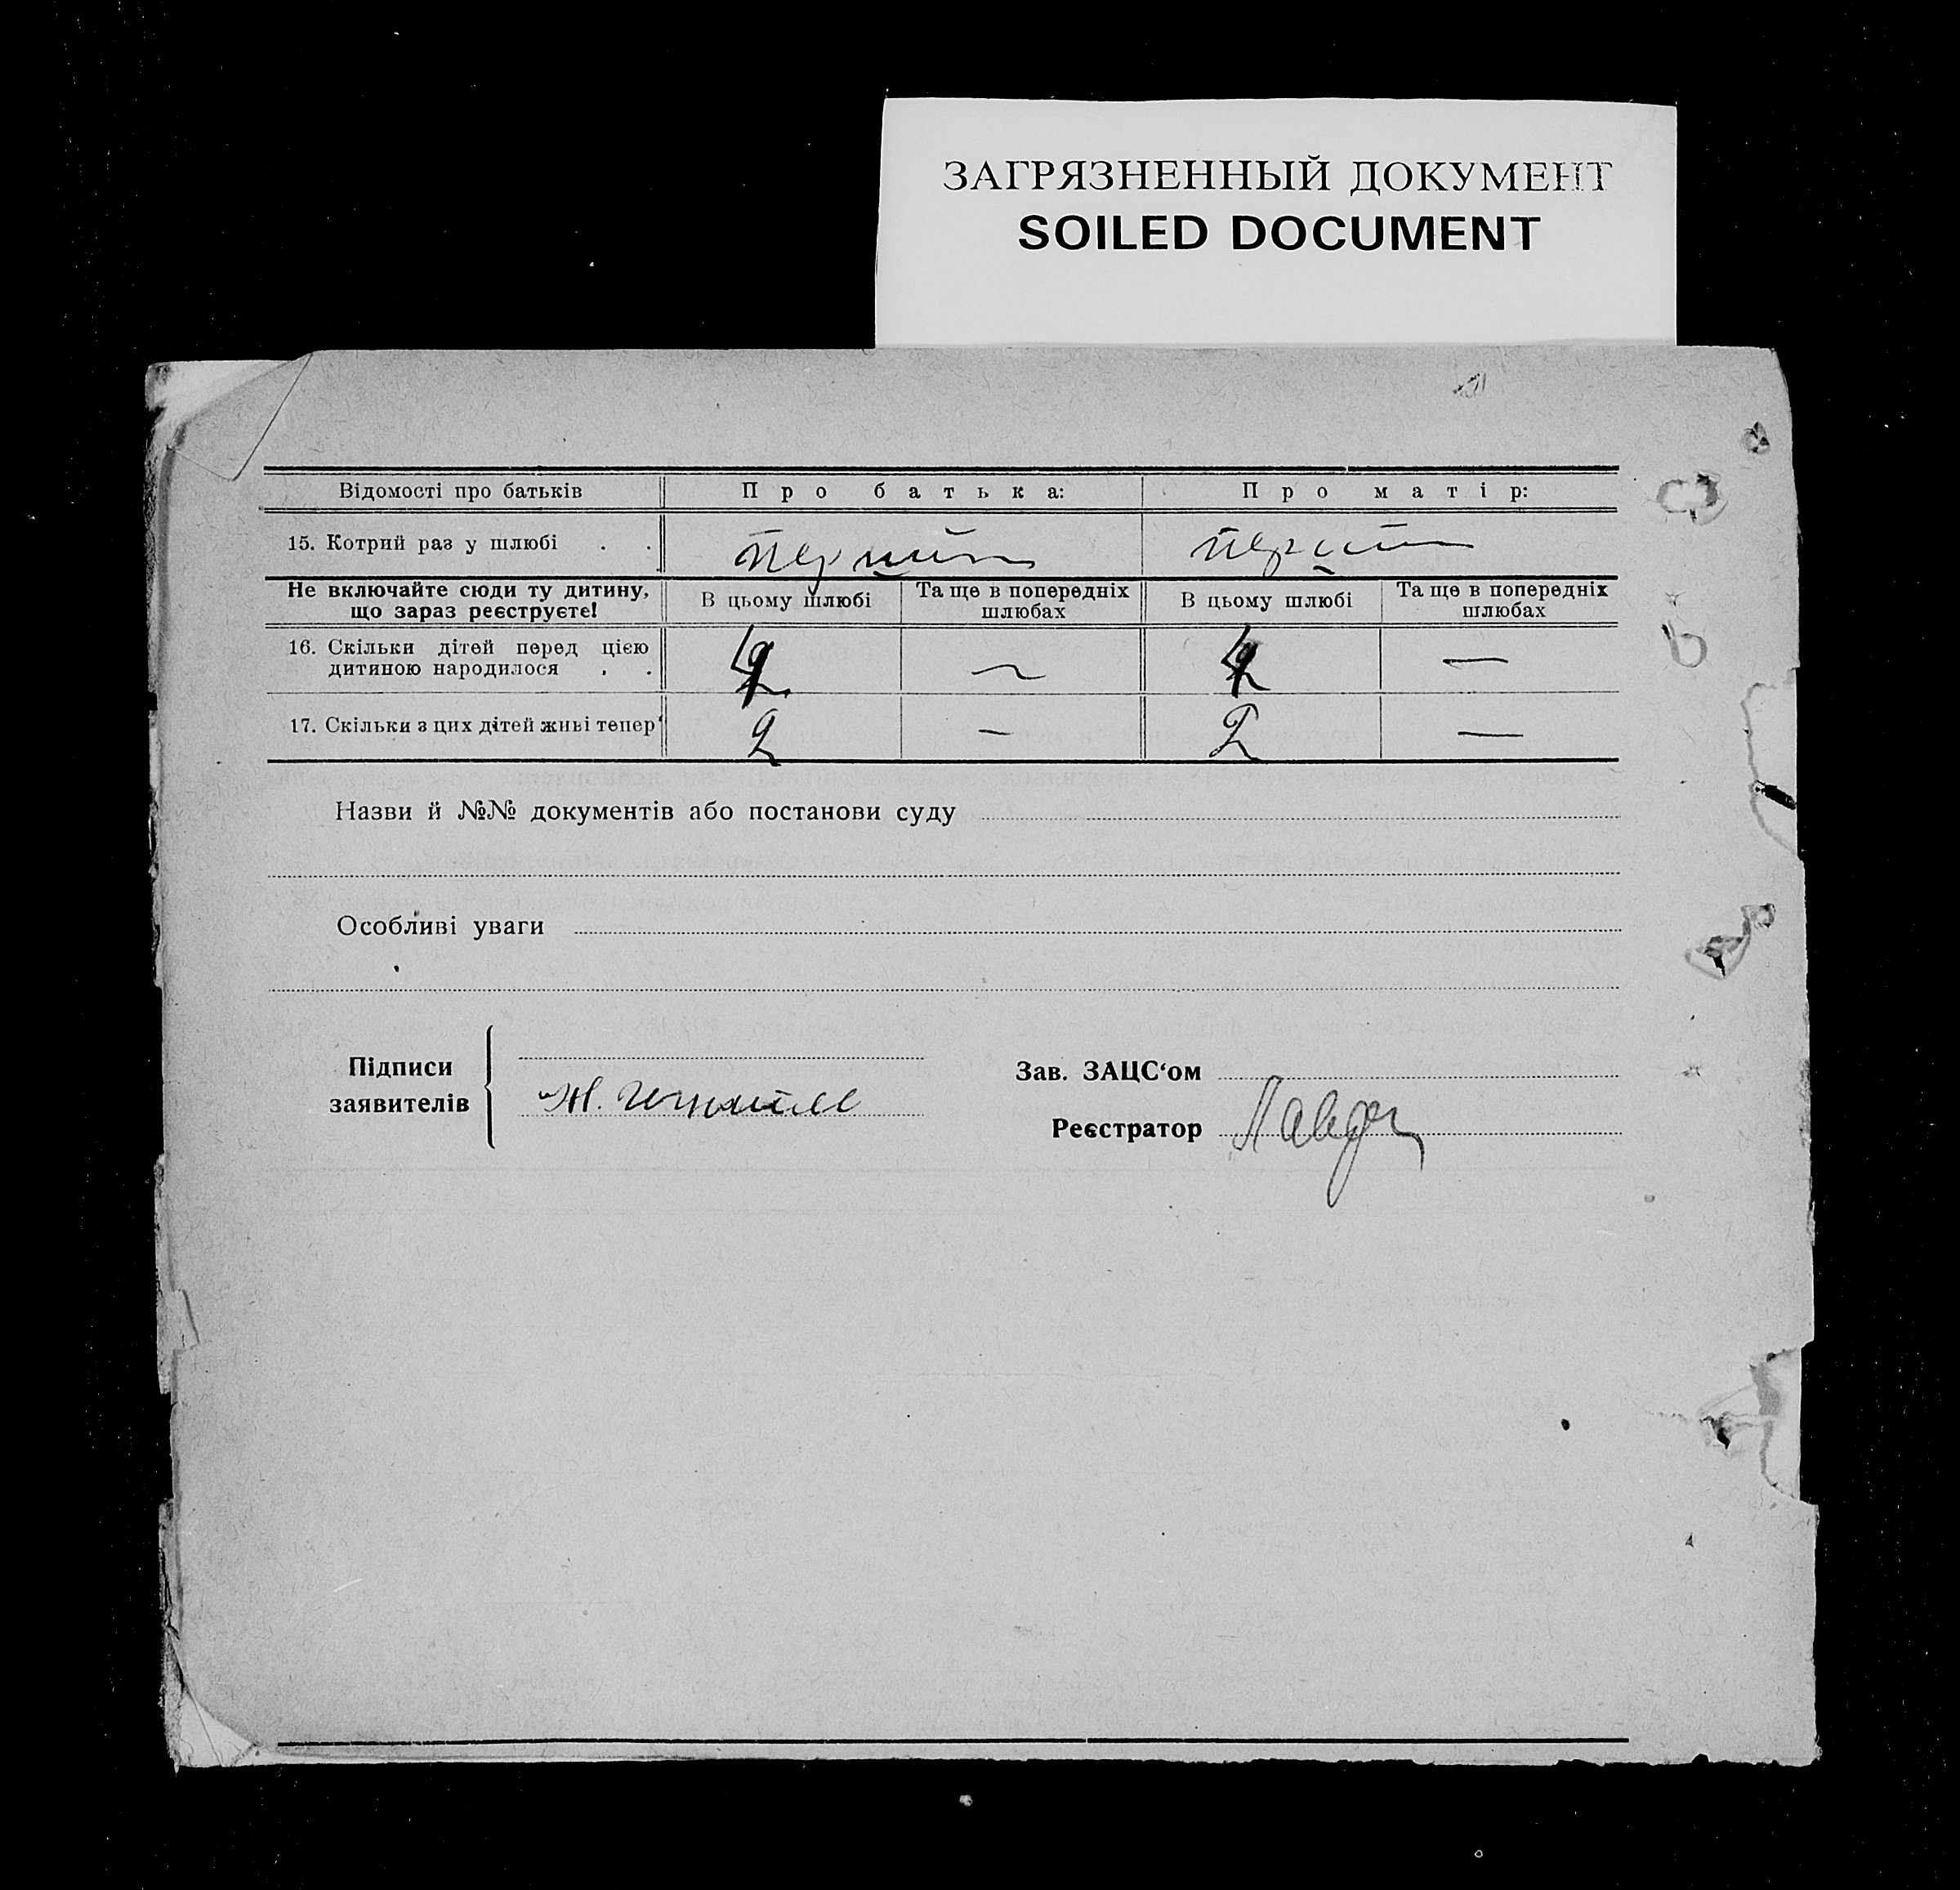 ЗАГРЯЗНЕННЫЙ ДОКУМЕНТ
SOILED DOCUMENT
Відомості про батьків Про батька: Про матір:
15. Котрий раз у шлюбі . . перший перший
Не включайте сюди ту дитину, що зараз реєструєте! В цьому шлюбі Та ще в попередніх шлюбах В цьому шлюбі Та ще в попередніх шлюбах
16. Скільки дітей перед цією
дитиною народилося . . — —
17. Скільки з цих дітей живі тепер 2 — 2 —
Назви й №№ документів або постанови суду
Особливі уваги
Підписи
заявителів
Зав. ЗАЦС‘ом
Реєстратор